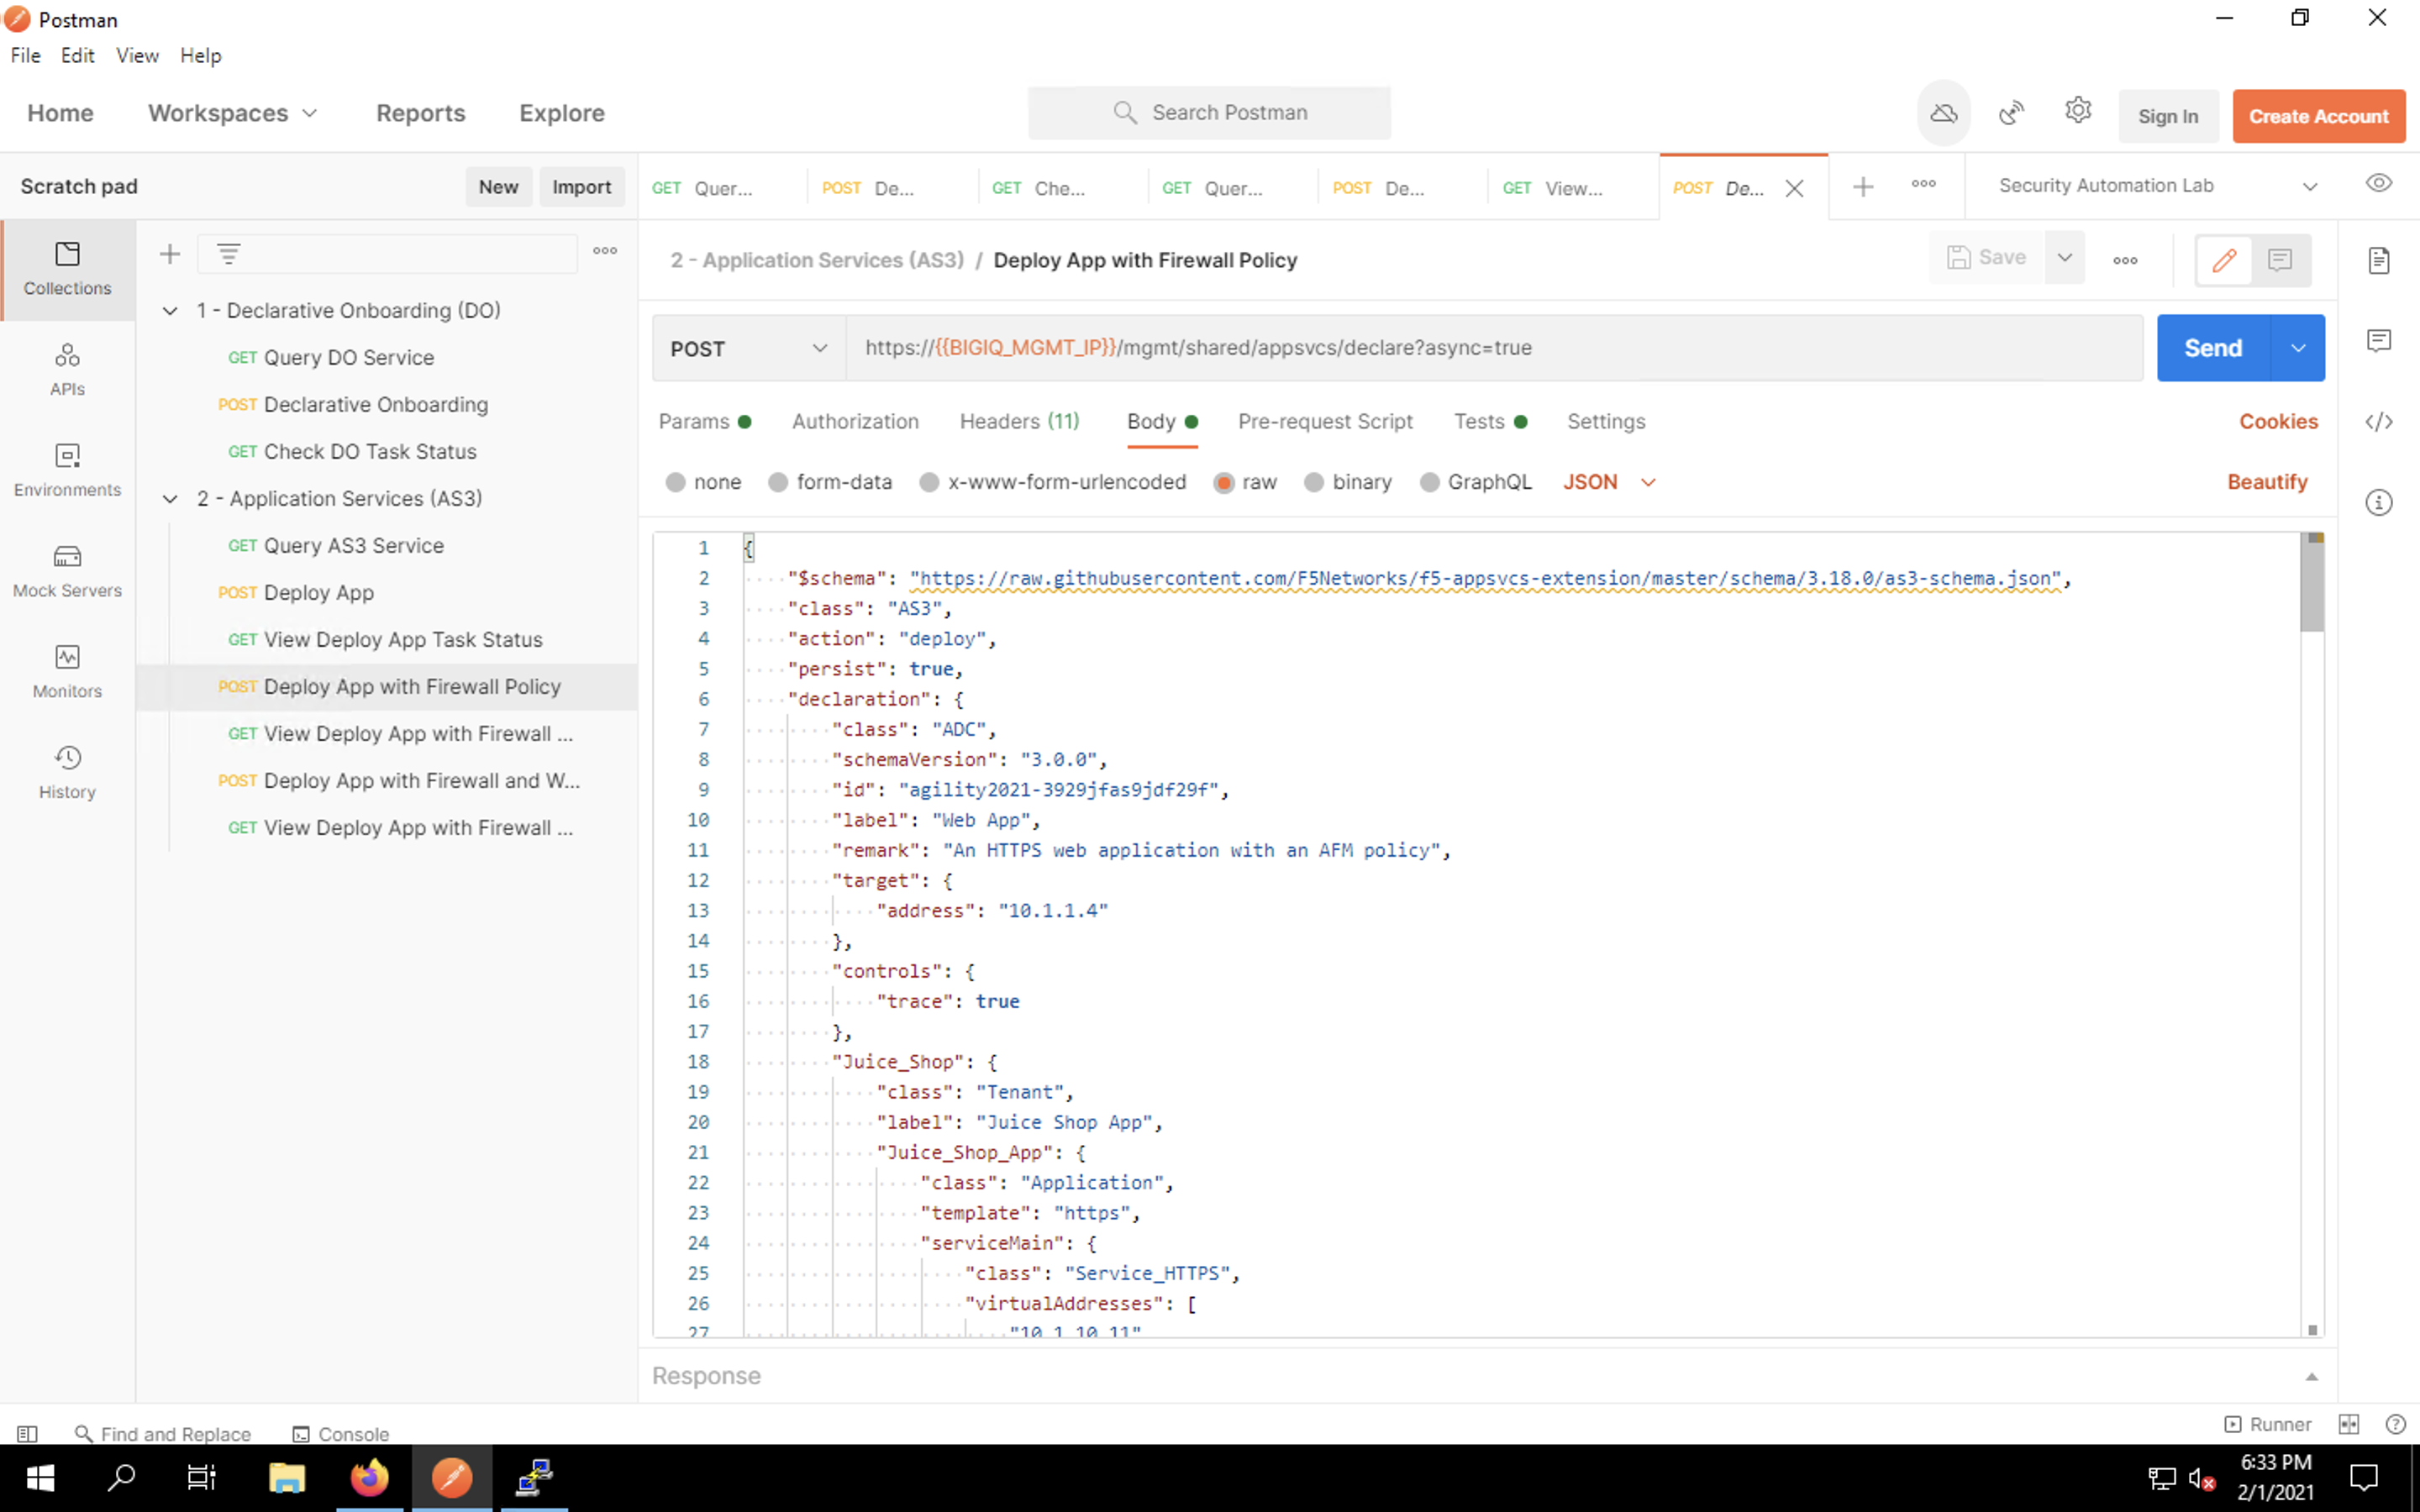 Postman
File Edit View Help
Home Workspaces Reports Explore Search Postman Sign In Create Account
Scratch pad New Import
GET Quer... POST De... GET Che... GET Quer... POST De... GET View... POST De... Security Automation Lab
Collections
APIs
Environments
Mock Servers
Monitors
History
1 - Declarative Onboarding (DO)
GET Query DO Service
POST Declarative Onboarding
GET Check DO Task Status
2 - Application Services (AS3)
GET Query AS3 Service
POST Deploy App
GET View Deploy App Task Status
POST Deploy App with Firewall Policy
GET View Deploy App with Firewall ...
POST Deploy App with Firewall and W...
GET View Deploy App with Firewall ...
2 - Application Services (AS3) / Deploy App with Firewall Policy Save
POST https://{{BIGIQ_MGMT_IP}}/mgmt/shared/appsvcs/declare?async=true Send
Params Authorization Headers (11) Body Pre-request Script Tests Settings Cookies
none form-data x-www-form-urlencoded raw binary GraphQL JSON Beautify
1 {
2 "$schema": "https://raw.githubusercontent.com/F5Networks/f5-appsvcs-extension/master/schema/3.18.0/as3-schema.json",
3 "class": "AS3",
4 "action": "deploy",
5 "persist": true,
6 "declaration": {
7 "class": "ADC",
8 "schemaVersion": "3.0.0",
9 "id": "agility2021-3929jfas9jdf29f",
10 "label": "Web App",
11 "remark": "An HTTPS web application with an AFM policy",
12 "target": {
13 "address": "10.1.1.4"
14 },
15 "controls": {
16 "trace": true
17 },
18 "Juice_Shop": {
19 "class": "Tenant",
20 "label": "Juice Shop App",
21 "Juice_Shop_App": {
22 "class": "Application",
23 "template": "https",
24 "serviceMain": {
25 "class": "Service_HTTPS",
26 "virtualAddresses": [
27 "10.1.10.11"
Response
Find and Replace Console Runner
6:33 PM
2/1/2021